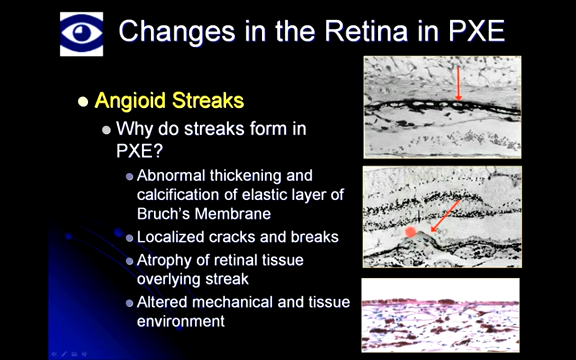 Changes in the Retina in PXE
Angioid Streaks
Why do streaks form in
PXE?
Abnormal thickening and
calcification of elastic layer of
Bruch's Membrane
Localized cracks and breaks
Atrophy of retinal tissue
overlying streak
Altered mechanical and tissue
environment